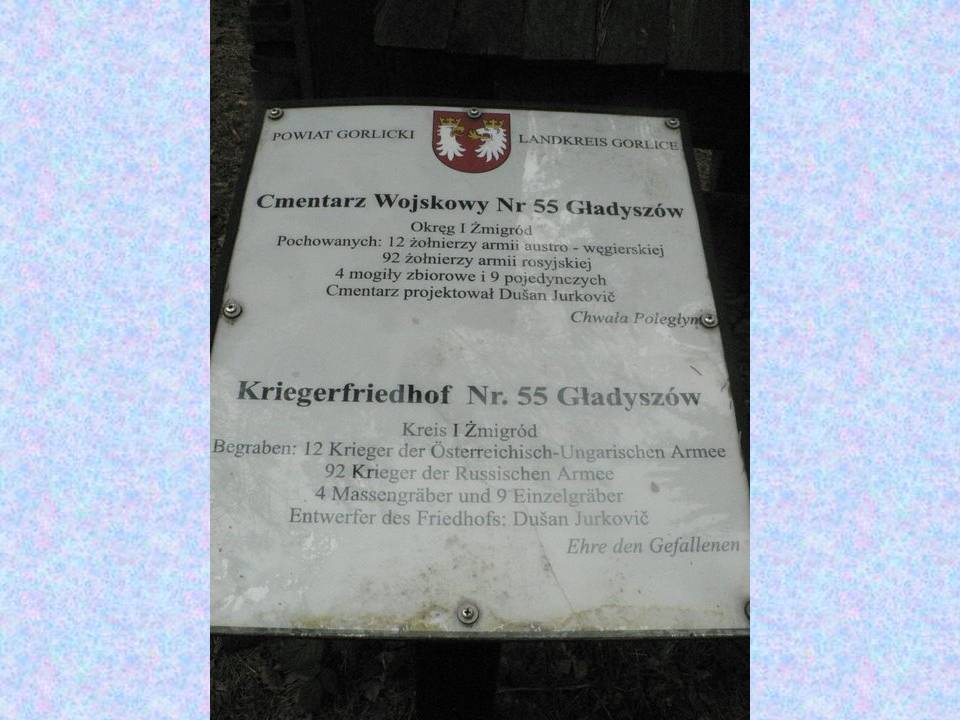 POWIAT GORLICKI LANDKREIS GORLICE
Cmentarz Wojskowy Nr 55 Gładyszów
Okręg I Żmigród
Pochowanych: 12 żołnierzy armii austro - węgierskiej
92 żołnierzy armii rosyjskiej
4 mogiły zbiorowe i 9 pojedynczych
Cmentarz projektował Dušan Jurkovič
Chwała Poległym
Kriegerfriedhof Nr. 55 Gładyszów
Kreis I Żmigród
Begraben: 12 Krieger der Österreichisch-Ungarischen Armee
92 Krieger der Russischen Armee
4 Massengräber und 9 Einzelgräber
Entwerfer des Friedhofs: Dušan Jurkovič
Ehre den Gefallenen